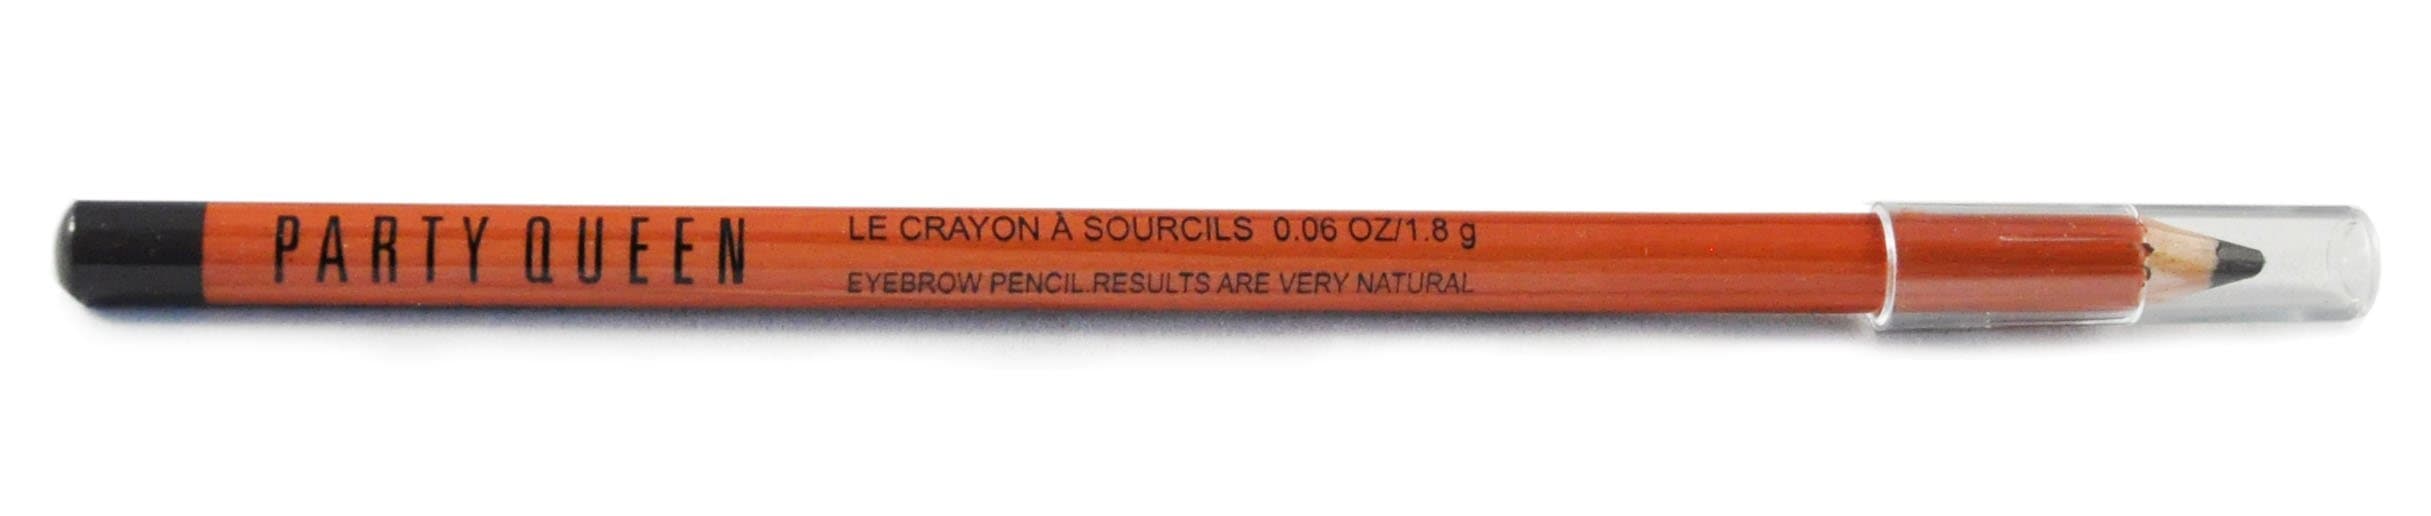 PARTY QUEEN
LE CRAYON À SOURCILS 0.06 OZ/1.8 g
EYEBROW PENCIL.RESULTS ARE VERY NATURAL